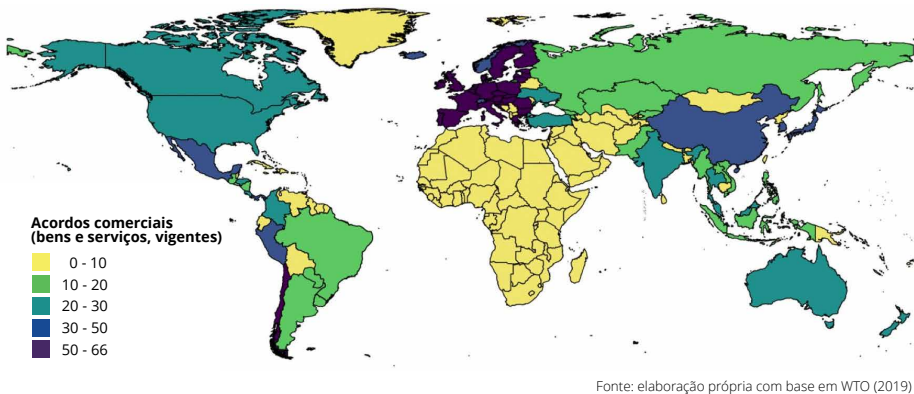 Acordos comerciais
(bens e serviços, vigentes)
0 - 10
10 - 20
20 - 30
30 - 50
50 - 66
Fonte: elaboração própria com base em WTO (2019)